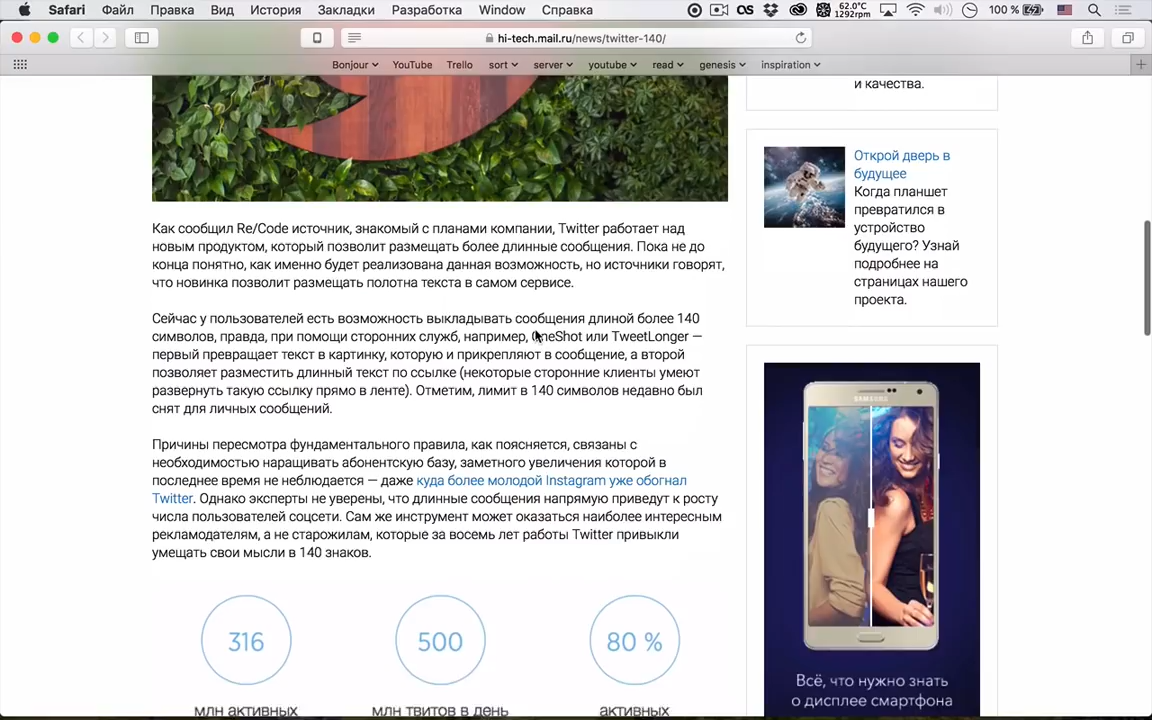 Safari Файл Правка Вид История Закладки Разработка Window Справка
62.0°C
1292rpm
100 %
hi-tech.mail.ru/news/twitter-140/
Bonjour YouTube Trello sort server youtube read genesis inspiration
и качества.
Открой дверь в
будущее
Когда планшет
превратился в
устройство
будущего? Узнай
подробнее на
страницах нашего
проекта.
Как сообщил Re/Code источник, знакомый с планами компании, Twitter работает над
новым продуктом, который позволит размещать более длинные сообщения. Пока не до
конца понятно, как именно будет реализована данная возможность, но источники говорят,
что новинка позволит размещать полотна текста в самом сервисе.
Сейчас у пользователей есть возможность выкладывать сообщения длиной более 140
символов, правда, при помощи сторонних служб, например, OneShot или TweetLonger —
первый превращает текст в картинку, которую и прикрепляют в сообщение, а второй
позволяет разместить длинный текст по ссылке (некоторые сторонние клиенты умеют
развернуть такую ссылку прямо в ленте). Отметим, лимит в 140 символов недавно был
снят для личных сообщений.
Причины пересмотра фундаментального правила, как поясняется, связаны с
необходимостью наращивать абонентскую базу, заметного увеличения которой в
последнее время не неблюдается — даже куда более молодой Instagram уже обогнал
Twitter. Однако эксперты не уверены, что длинные сообщения напрямую приведут к росту
числа пользователей соцсети. Сам же инструмент может оказаться наиболее интересным
рекламодателям, а не старожилам, которые за восемь лет работы Twitter привыкли
умещать свои мысли в 140 знаков.
316 500 80 %
млн активных млн твитов в день активных
SAMSUNG
Всё, что нужно знать
о дисплее смартфона